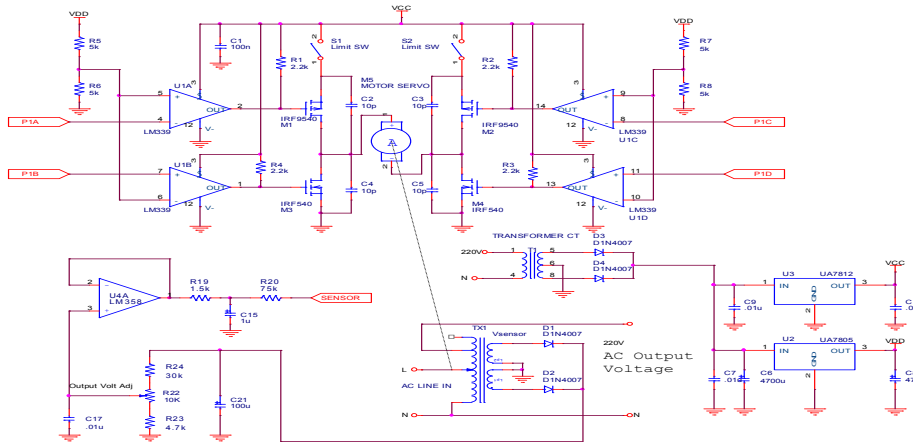 VDD
VCC
VDD
R5
5k
R6
5k
C1
100n
R1
2.2k
S1
Limit SW
S2
Limit SW
R2
2.2k
R7
5k
R8
5k
M5
MOTOR SERVO
U1A
5
4
3
2
12
+
-
OUT
V-
LM339
P1A
IRF9540
M1
C2
10p
C3
10p
A
IRF9540
M2
14
OUT
9
8
3
12
V-
LM339
U1C
P1C
P1B
U1B
7
6
3
1
12
OUT
V-
LM339
R4
2.2k
IRF540
M3
C4
10p
C5
10p
M4
IRF540
R3
2.2k
13
OUT
11
10
3
12
V-
LM339
U1D
P1D
TRANSFORMER CT
220V
N
1
4
T1
5
6
8
D3
D1N4007
D4
D1N4007
U4A
LM358
2
3
1
R19
1.5k
R20
75k
SENSOR
C15
1u
C9
.01u
U3
UA7812
IN
OUT
GND
1
2
3
VCC
U2
UA7805
IN
OUT
GND
1
2
3
VDD
C7
C6
4700u
TX1
Vsensor
D1
D1N4007
D2
D1N4007
L
AC LINE IN
N
220V
AC Output
Voltage
N
R24
30k
Output Volt Adj
R22
10K
R23
4.7k
C17
.01u
C21
100u